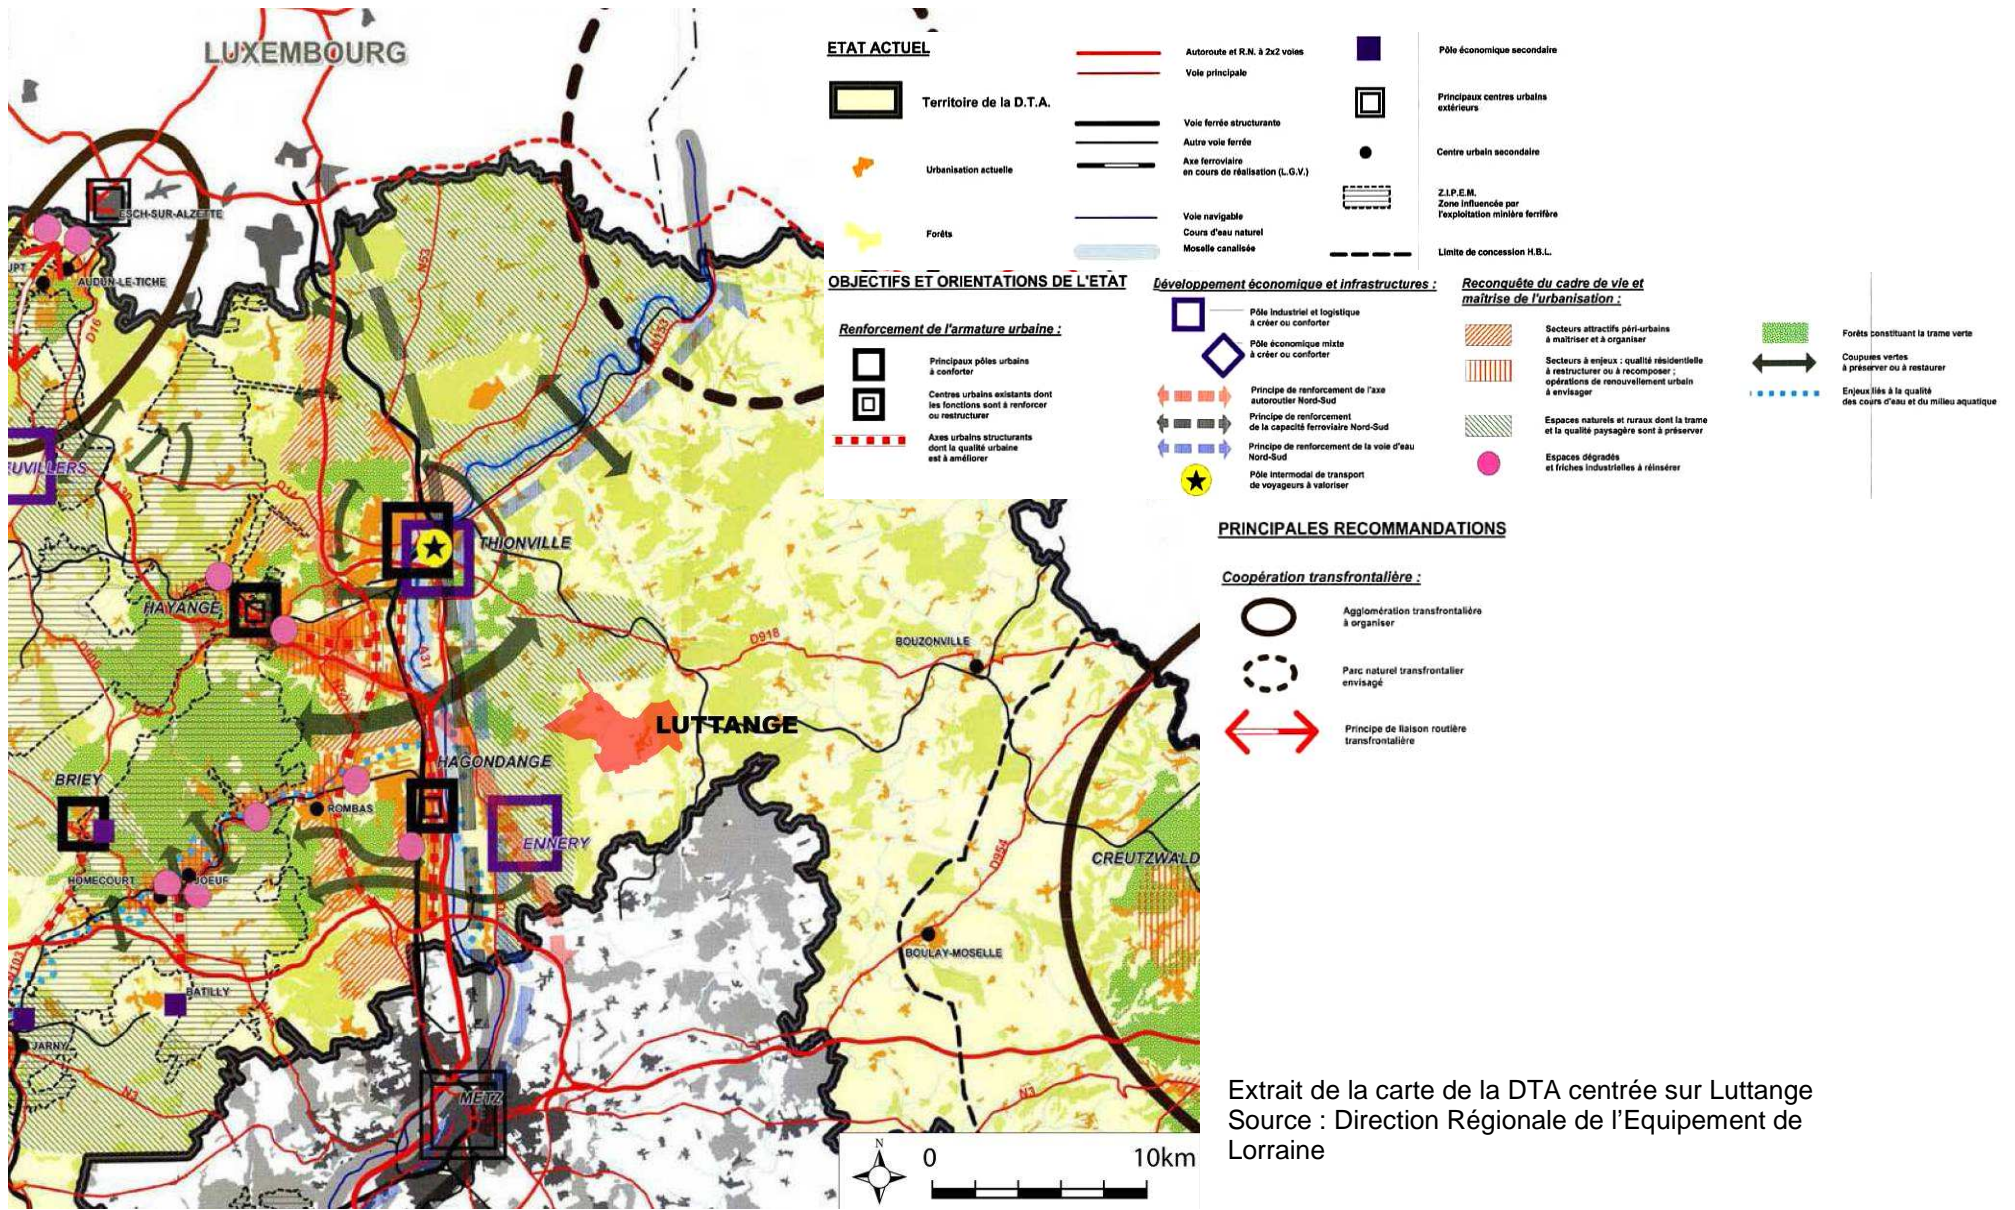 LUXEMBOURG
ESCH-SUR-ALZETTE
AUDUN-LE-TICHE
D16
N53
N153
A30
D14
THIONVILLE
HAYANGE
A31
D918
BOUZONVILLE
LUTTANGE
HAGONDANGE
BRIEY
ROMBAS
ENNERY
HOMECOURT
JOEUF
D954
CREUTZWALD
BOULAY-MOSELLE
BATILLY
JARNY
N3
METZ
N3
N
0 10km
ETAT ACTUEL
Territoire de la D.T.A.
Urbanisation actuelle
Forêts
Autoroute et R.N. à 2x2 voies
Voie principale
Voie ferrée structurante
Autre voie ferrée
Axe ferroviaire
en cours de réalisation (L.G.V.)
Voie navigable
Cours d'eau naturel
Moselle canalisée
Pôle économique secondaire
Principaux centres urbains
extérieurs
Centre urbain secondaire
Z.I.P.E.M.
Zone influencée par
l'exploitation minière ferrifère
Limite de concession H.B.L.
OBJECTIFS ET ORIENTATIONS DE L'ETAT
Renforcement de l'armature urbaine :
Principaux pôles urbains
à conforter
Centres urbains existants dont
les fonctions sont à renforcer
ou restructurer
Axes urbains structurants
dont la qualité urbaine
est à améliorer
Développement économique et infrastructures :
Pôle industriel et logistique
à créer ou conforter
Pôle économique mixte
à créer ou conforter
Principe de renforcement de l'axe
autoroutier Nord-Sud
Principe de renforcement
de la capacité ferroviaire Nord-Sud
Principe de renforcement de la voie d'eau
Nord-Sud
Pôle intermodal de transport
de voyageurs à valoriser
Reconquête du cadre de vie et
maîtrise de l'urbanisation :
Secteurs attractifs péri-urbains
à maîtriser et à organiser
Secteurs à enjeux : qualité résidentielle
à restructurer ou à recomposer ;
opérations de renouvellement urbain
à envisager
Espaces naturels et ruraux dont la trame
et la qualité paysagère sont à préserver
Espaces dégradés
et friches industrielles à réinsérer
Forêts constituant la trame verte
Coupures vertes
à préserver ou à restaurer
Enjeux liés à la qualité
des cours d'eau et du milieu aquatique
PRINCIPALES RECOMMANDATIONS
Coopération transfrontalière :
Agglomération transfrontalière
à organiser
Parc naturel transfrontalier
envisagé
Principe de liaison routière
transfrontalière
Extrait de la carte de la DTA centrée sur Luttange
Source : Direction Régionale de l'Equipement de
Lorraine